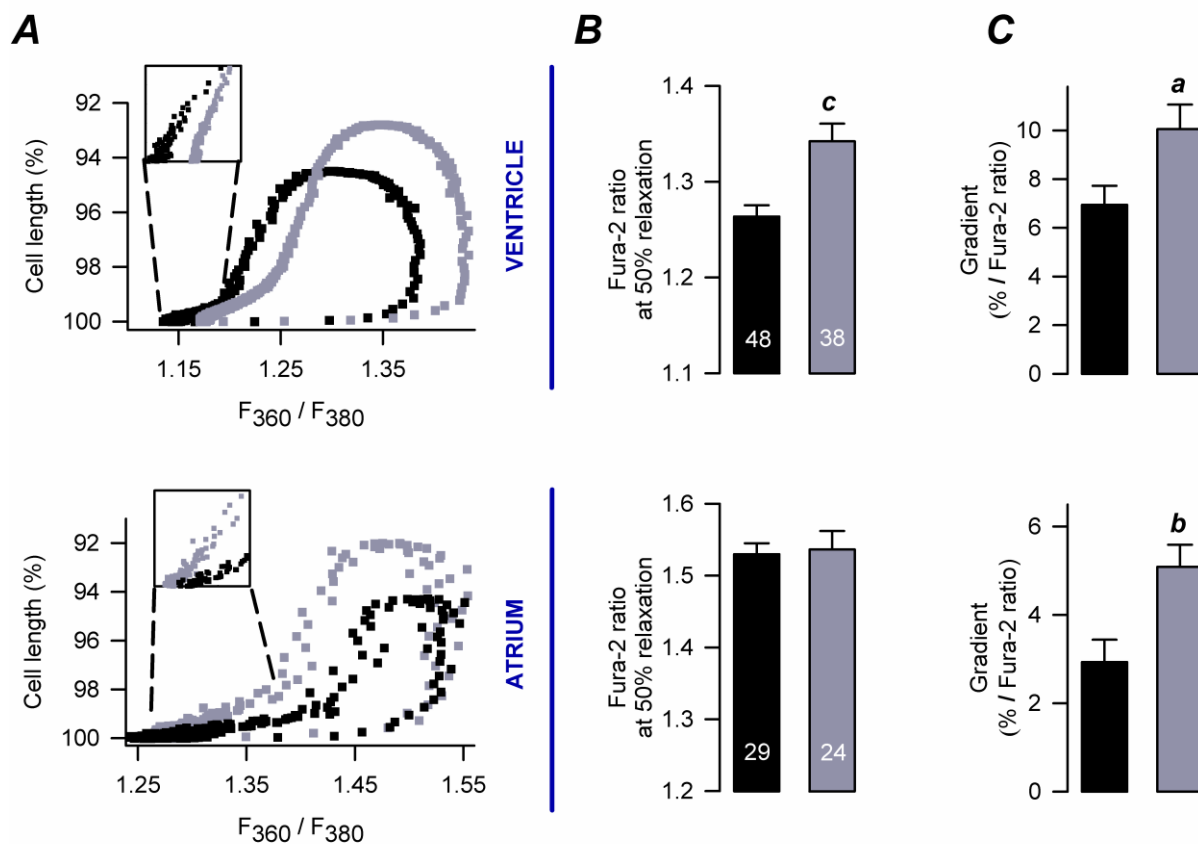 A
B
C
92
94
96
98
100
Cell length (%)
1.15
1.25
1.35
F360 / F380
VENTRICLE
1.4
1.3
1.2
1.1
Fura-2 ratio
at 50% relaxation
c
48
38
10
8
6
4
2
0
Gradient
(% / Fura-2 ratio)
a
92
94
96
98
100
Cell length (%)
1.25
1.35
1.45
1.55
F360 / F380
ATRIUM
1.6
1.5
1.4
1.3
1.2
Fura-2 ratio
at 50% relaxation
29
24
6
4
2
0
Gradient
(% / Fura-2 ratio)
b